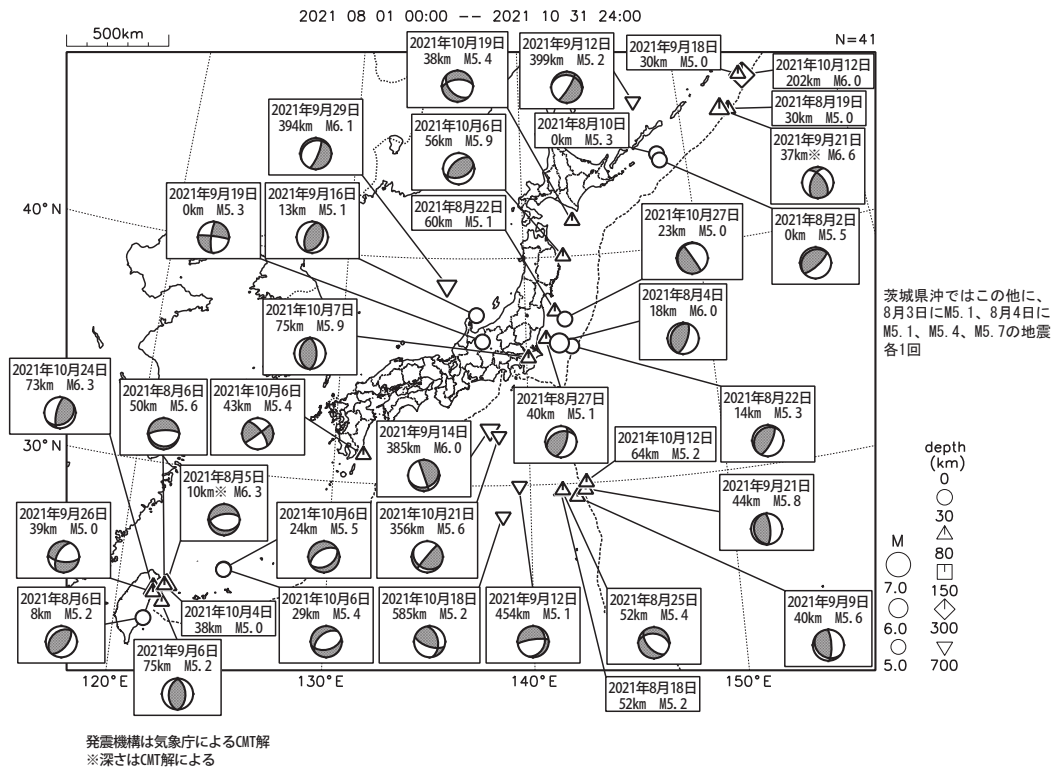 2021 08 01 00:00 -- 2021 10 31 24:00
500km
N=41
2021年10月19日
38km M5.4
2021年9月12日
399km M5.2
2021年9月18日
30km M5.0
2021年10月12日
202km M6.0
2021年8月19日
30km M5.0
2021年9月29日
394km M6.1
2021年10月6日
56km M5.9
2021年8月10日
0km M5.3
2021年9月21日
37km※ M6.6
2021年9月19日
0km M5.3
2021年9月16日
13km M5.1
2021年8月22日
60km M5.1
2021年10月27日
23km M5.0
2021年8月2日
0km M5.5
40°N
2021年10月7日
75km M5.9
2021年8月4日
18km M6.0
茨城県沖ではこの他に、
8月3日にM5.1、8月4日に
M5.1、M5.4、M5.7の地震
各1回
2021年10月24日
73km M6.3
2021年8月6日
50km M5.6
2021年10月6日
43km M5.4
2021年8月27日
40km M5.1
2021年8月22日
14km M5.3
2021年9月14日
385km M6.0
2021年10月12日
64km M5.2
30°N
2021年8月5日
10km※ M6.3
2021年9月21日
44km M5.8
2021年9月26日
39km M5.0
2021年10月6日
24km M5.5
2021年10月21日
356km M5.6
2021年8月6日
8km M5.2
2021年10月4日
38km M5.0
2021年10月6日
29km M5.4
2021年10月18日
585km M5.2
2021年9月12日
454km M5.1
2021年8月25日
52km M5.4
2021年9月9日
40km M5.6
2021年9月6日
75km M5.2
2021年8月18日
52km M5.2
120°E
130°E
140°E
150°E
depth
(km)
0
30
80
150
300
700
M
7.0
6.0
5.0
発震機構は気象庁によるCMT解
※深さはCMT解による